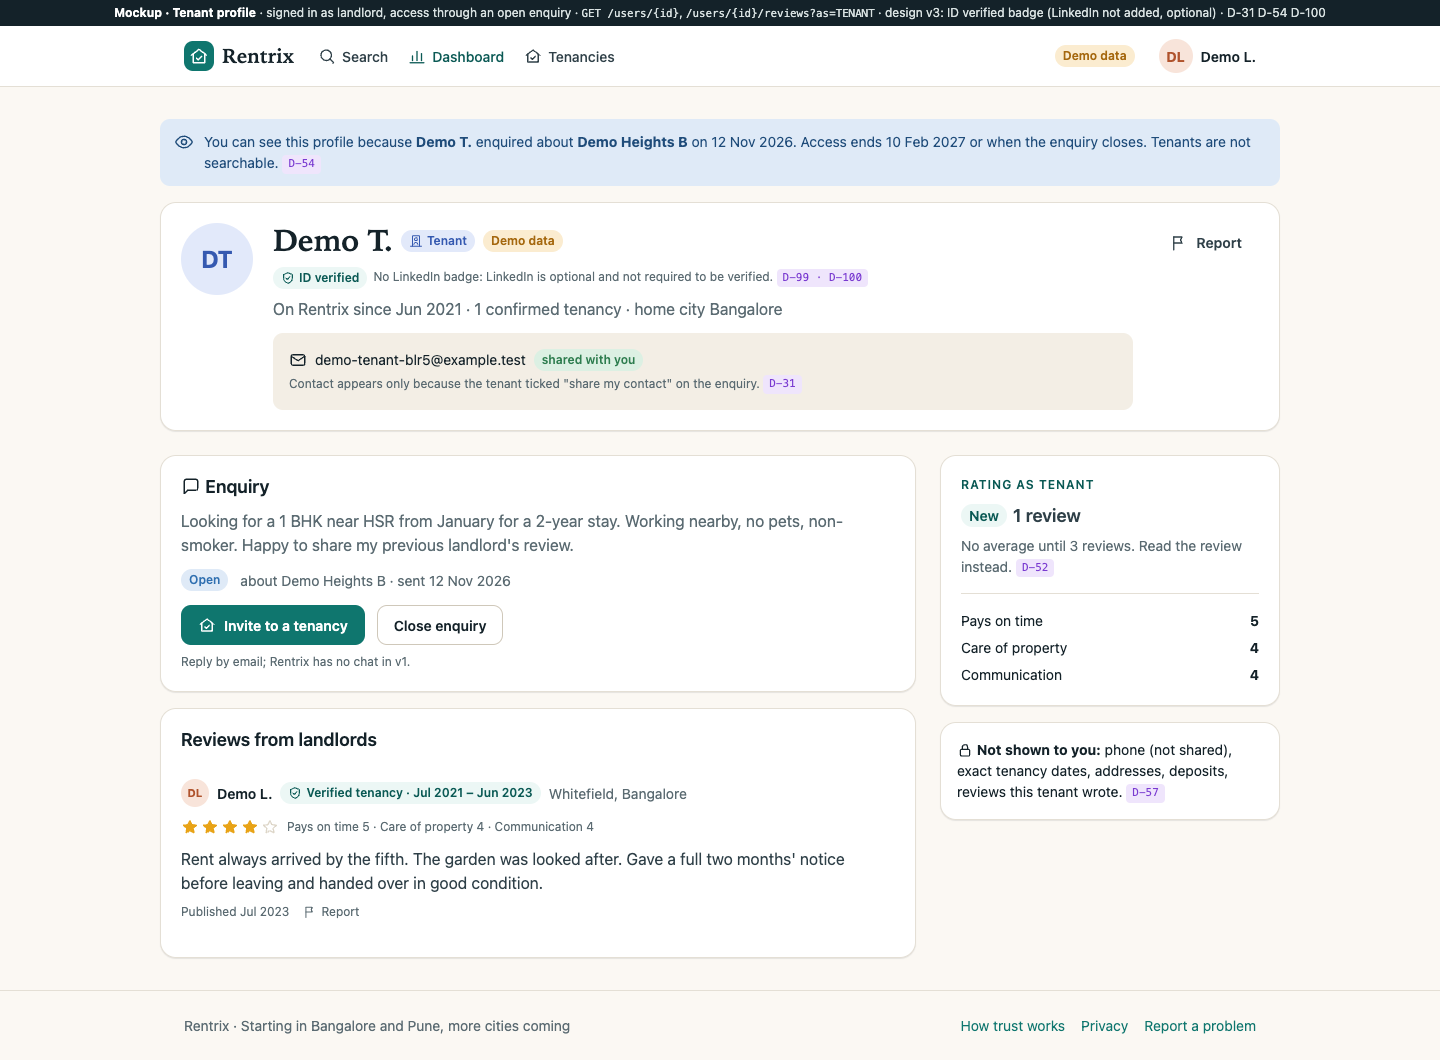 Mockup · Tenant profile · signed in as landlord, access through an open enquiry · GET /users/{id}, /users/{id}/reviews?as=TENANT · design v3: ID verified badge (LinkedIn not added, optional) · D-31 D-54 D-100
Rentrix
Search
Dashboard
Tenancies
Demo data
DL
Demo L.
You can see this profile because Demo T. enquired about Demo Heights B on 12 Nov 2026. Access ends 10 Feb 2027 or when the enquiry closes. Tenants are not
searchable. D-54
DT
Demo T.
Tenant
Demo data
Report
ID verified
No LinkedIn badge: LinkedIn is optional and not required to be verified. D-99 · D-100
On Rentrix since Jun 2021 · 1 confirmed tenancy · home city Bangalore
demo-tenant-blr5@example.test shared with you
Contact appears only because the tenant ticked "share my contact" on the enquiry. D-31
Enquiry
Looking for a 1 BHK near HSR from January for a 2-year stay. Working nearby, no pets, non-
smoker. Happy to share my previous landlord's review.
Open about Demo Heights B · sent 12 Nov 2026
Invite to a tenancy
Close enquiry
Reply by email; Rentrix has no chat in v1.
RATING AS TENANT
New 1 review
No average until 3 reviews. Read the review
instead. D-52
Pays on time 5
Care of property 4
Communication 4
Reviews from landlords
DL Demo L. Verified tenancy · Jul 2021 – Jun 2023 Whitefield, Bangalore
Pays on time 5 · Care of property 4 · Communication 4
Rent always arrived by the fifth. The garden was looked after. Gave a full two months' notice
before leaving and handed over in good condition.
Published Jul 2023 Report
Not shown to you: phone (not shared),
exact tenancy dates, addresses, deposits,
reviews this tenant wrote. D-57
Rentrix · Starting in Bangalore and Pune, more cities coming
How trust works
Privacy
Report a problem